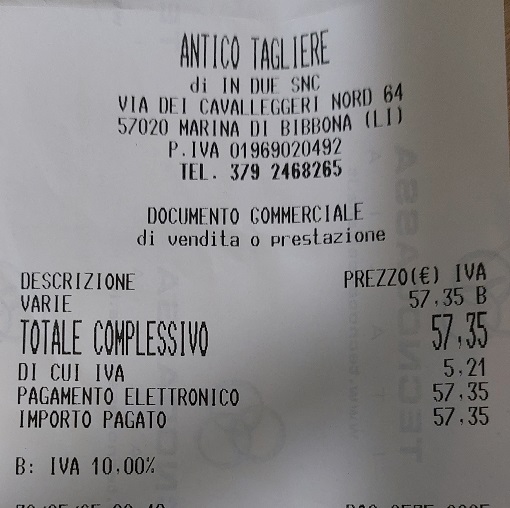 ANTICO TAGLIERE
di IN DUE SNC
VIA DEI CAVALLEGGERI NORD 64
57020 MARINA DI BIBBONA (LI)
P.IVA 01969020492
TEL. 379 2468265
DOCUMENTO COMMERCIALE
di vendita o prestazione
DESCRIZIONE PREZZO(€) IVA
VARIE 57,35 B
TOTALE COMPLESSIVO 57,35
DI CUI IVA 5,21
PAGAMENTO ELETTRONICO 57,35
IMPORTO PAGATO 57,35
B: IVA 10,00%